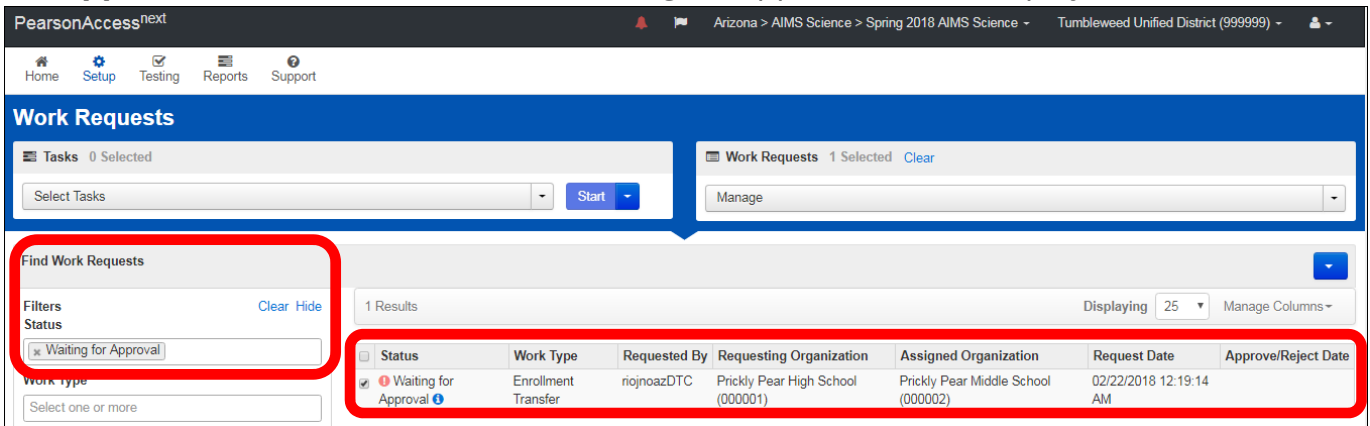 PearsonAccessnext
Arizona > AIMS Science > Spring 2018 AIMS Science
Tumbleweed Unified District (999999)
Home Setup Testing Reports Support
Work Requests
Tasks 0 Selected
Work Requests 1 Selected Clear
Select Tasks
Start
Manage
Find Work Requests
Filters Clear Hide
Status
× Waiting for Approval
Work Type
Select one or more
1 Results
Displaying 25 Manage Columns
Status Work Type Requested By Requesting Organization Assigned Organization Request Date Approve/Reject Date
Waiting for Enrollment riojnoazDTC Prickly Pear High School Prickly Pear Middle School 02/22/2018 12:19:14
Approval Transfer (000001) (000002) AM